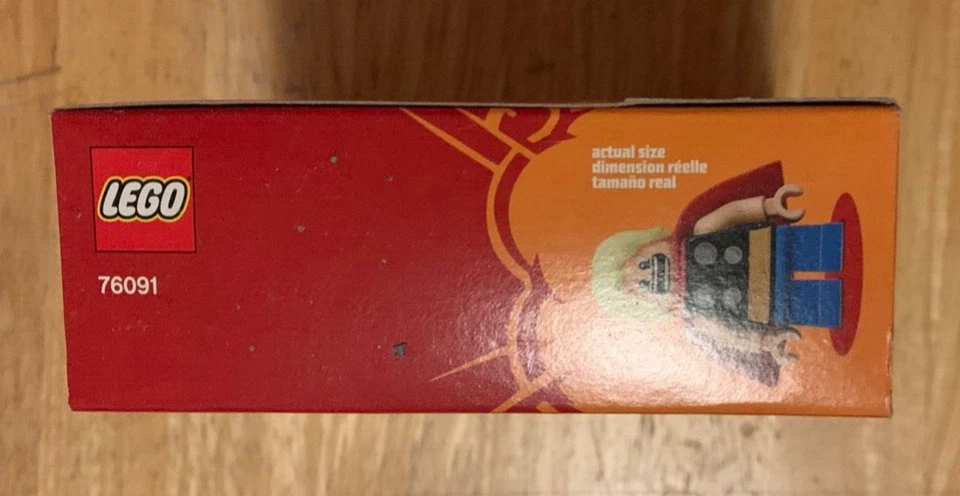 LEGO
76091
actual size
dimension réelle
tamaño real